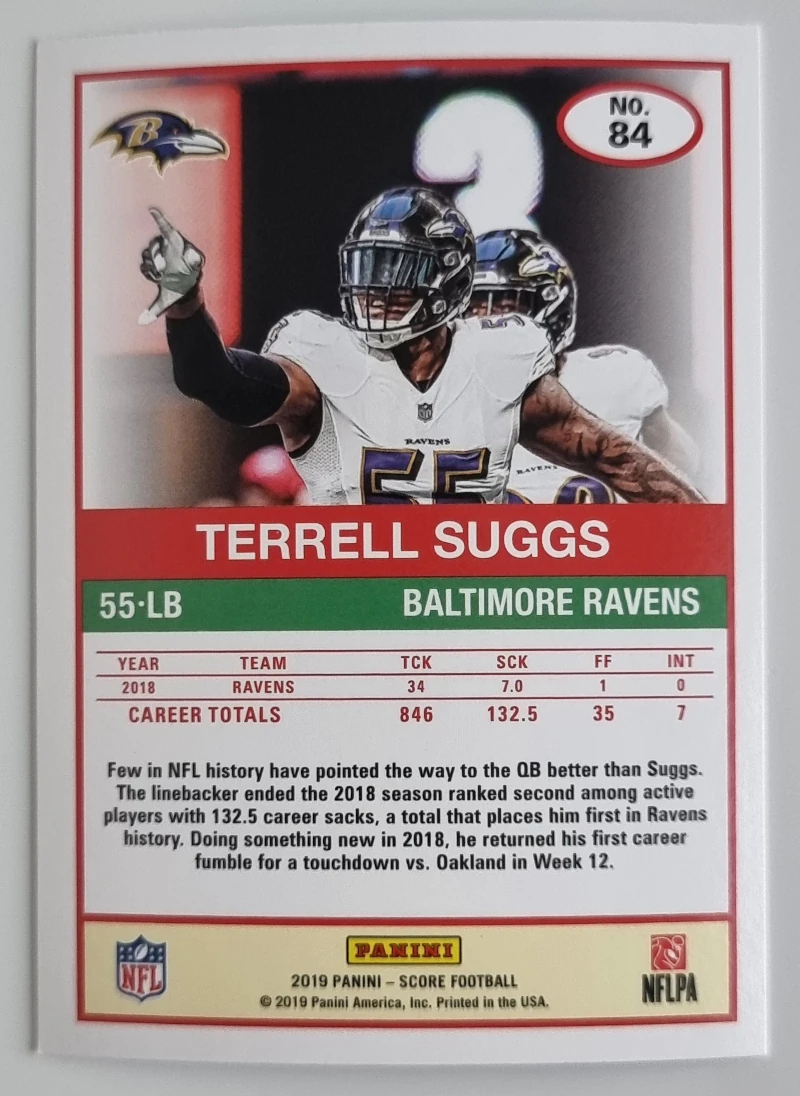 B
NO.
84
55
RAVENS
55
RAVENS
TERRELL SUGGS
55·LB BALTIMORE RAVENS
YEAR TEAM TCK SCK FF INT
2018 RAVENS 34 7.0 1 0
CAREER TOTALS 846 132.5 35 7
Few in NFL history have pointed the way to the QB better than Suggs.
The linebacker ended the 2018 season ranked second among active
players with 132.5 career sacks, a total that places him first in Ravens
history. Doing something new in 2018, he returned his first career
fumble for a touchdown vs. Oakland in Week 12.
NFL
PANINI
2019 PANINI – SCORE FOOTBALL
© 2019 Panini America, Inc. Printed in the USA.
NFLPA